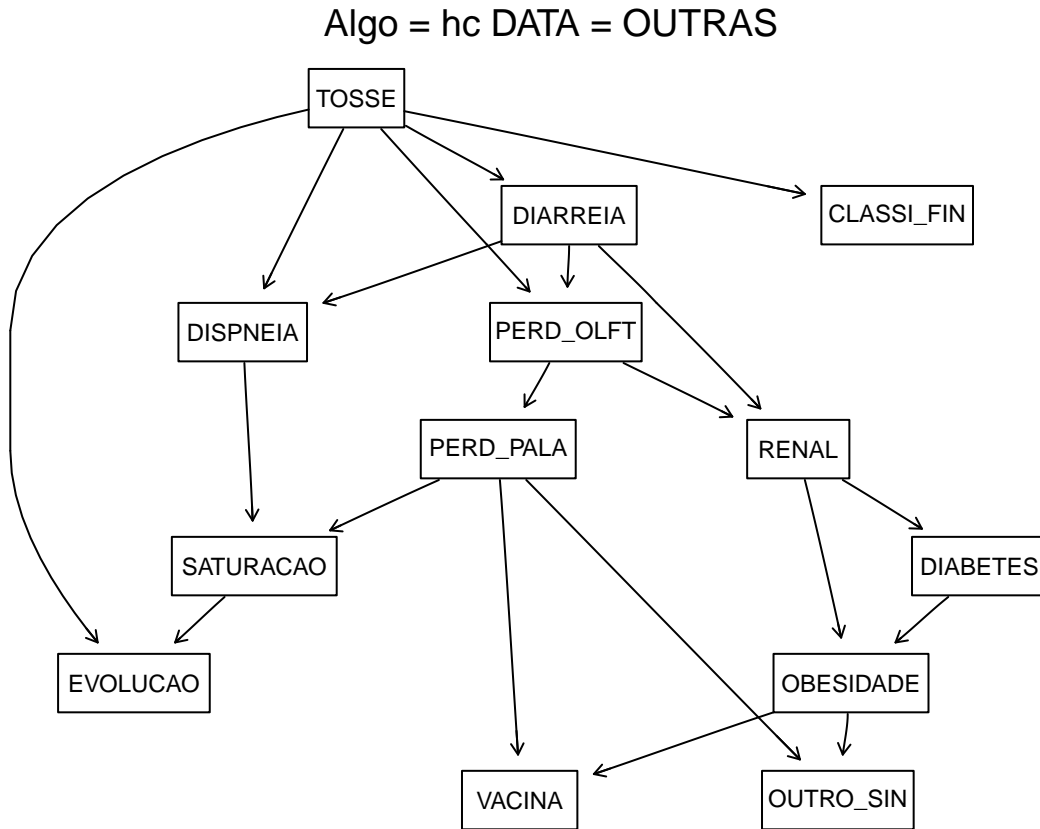 Algo = hc DATA = OUTRAS
TOSSE
DIARREIA
CLASSI_FIN
DISPNEIA
PERD_OLFT
PERD_PALA
RENAL
SATURACAO
DIABETES
EVOLUCAO
OBESIDADE
VACINA
OUTRO_SIN